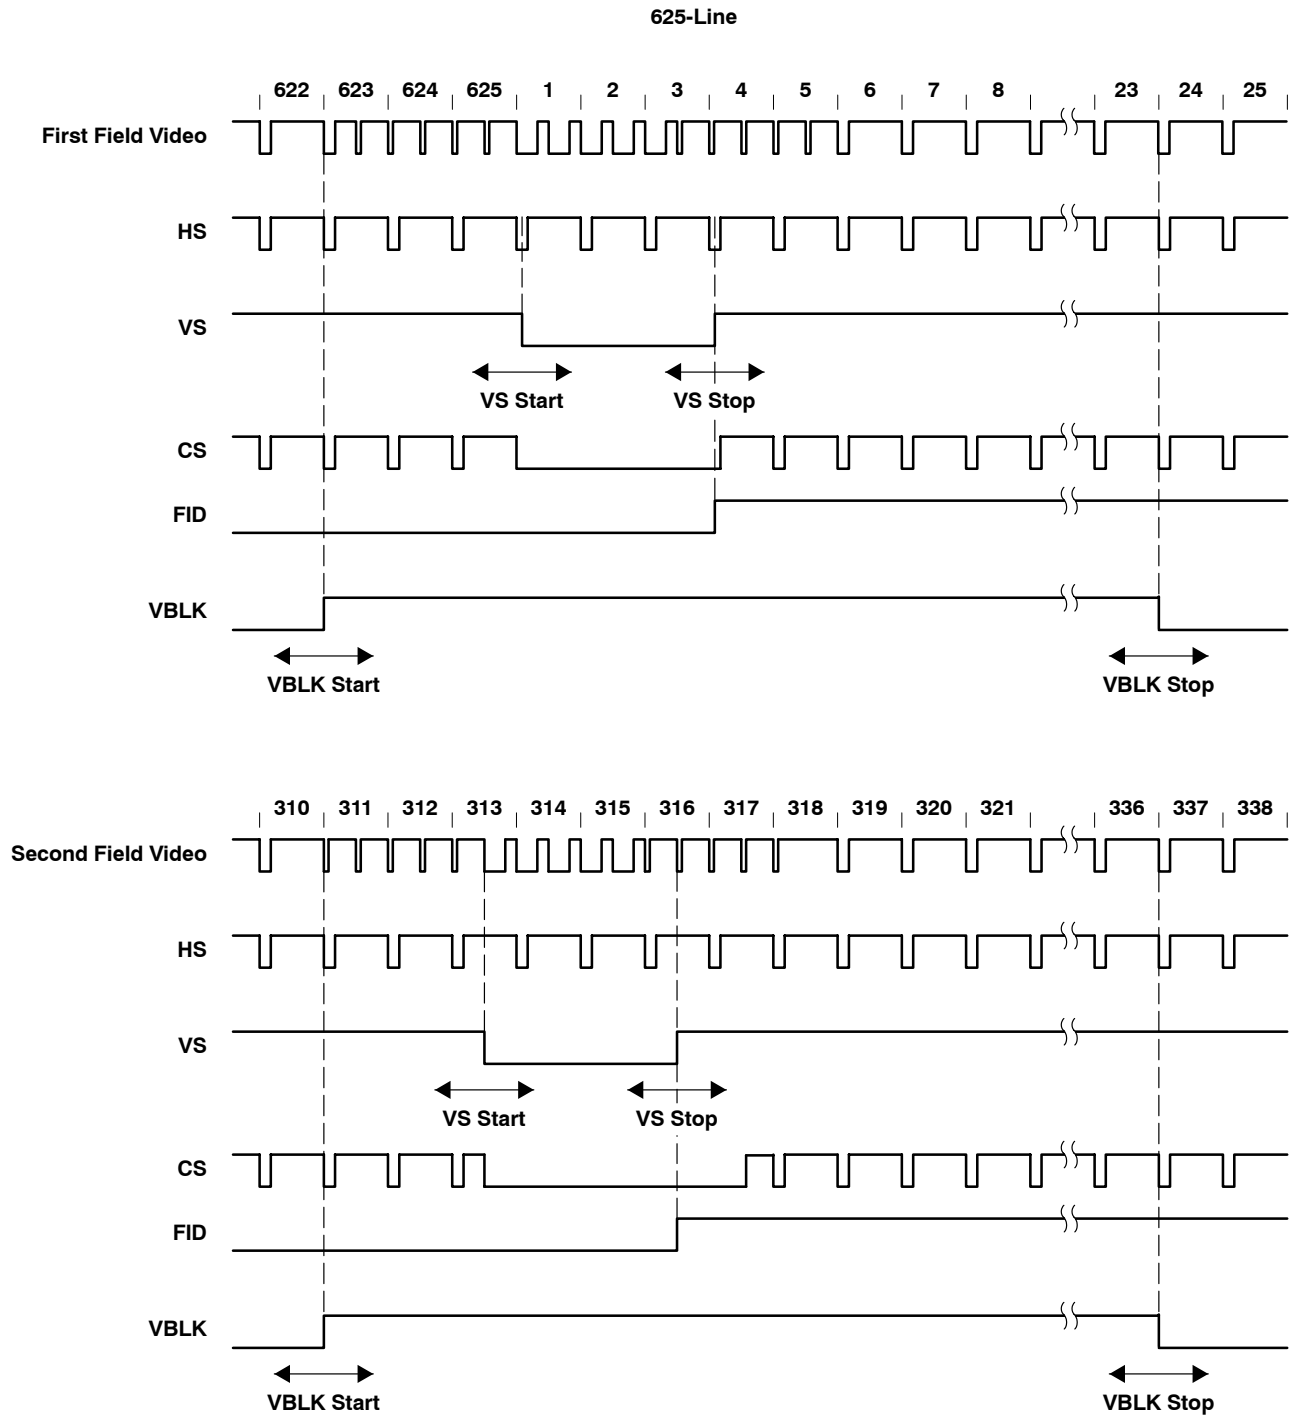 625-Line
622 623 624 625 1 2 3 4 5 6 7 8 23 24 25
First Field Video
HS
VS
VS Start VS Stop
CS
FID
VBLK
VBLK Start VBLK Stop
310 311 312 313 314 315 316 317 318 319 320 321 336 337 338
Second Field Video
HS
VS
VS Start VS Stop
CS
FID
VBLK
VBLK Start VBLK Stop